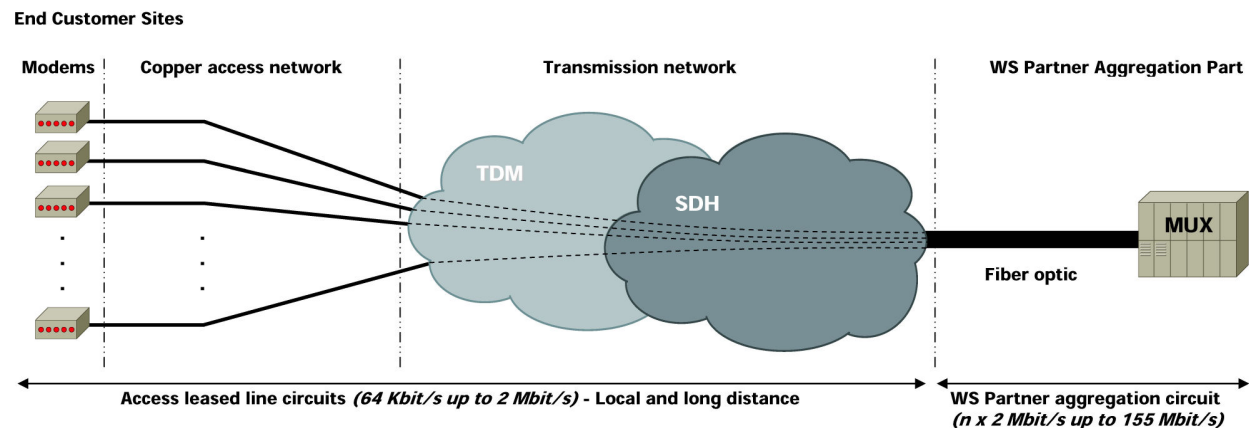 End Customer Sites
Modems
Copper access network
Transmission network
WS Partner Aggregation Part
TDM
SDH
MUX
Fiber optic
Access leased line circuits (64 Kbit/s up to 2 Mbit/s) - Local and long distance
WS Partner aggregation circuit
(n x 2 Mbit/s up to 155 Mbit/s)